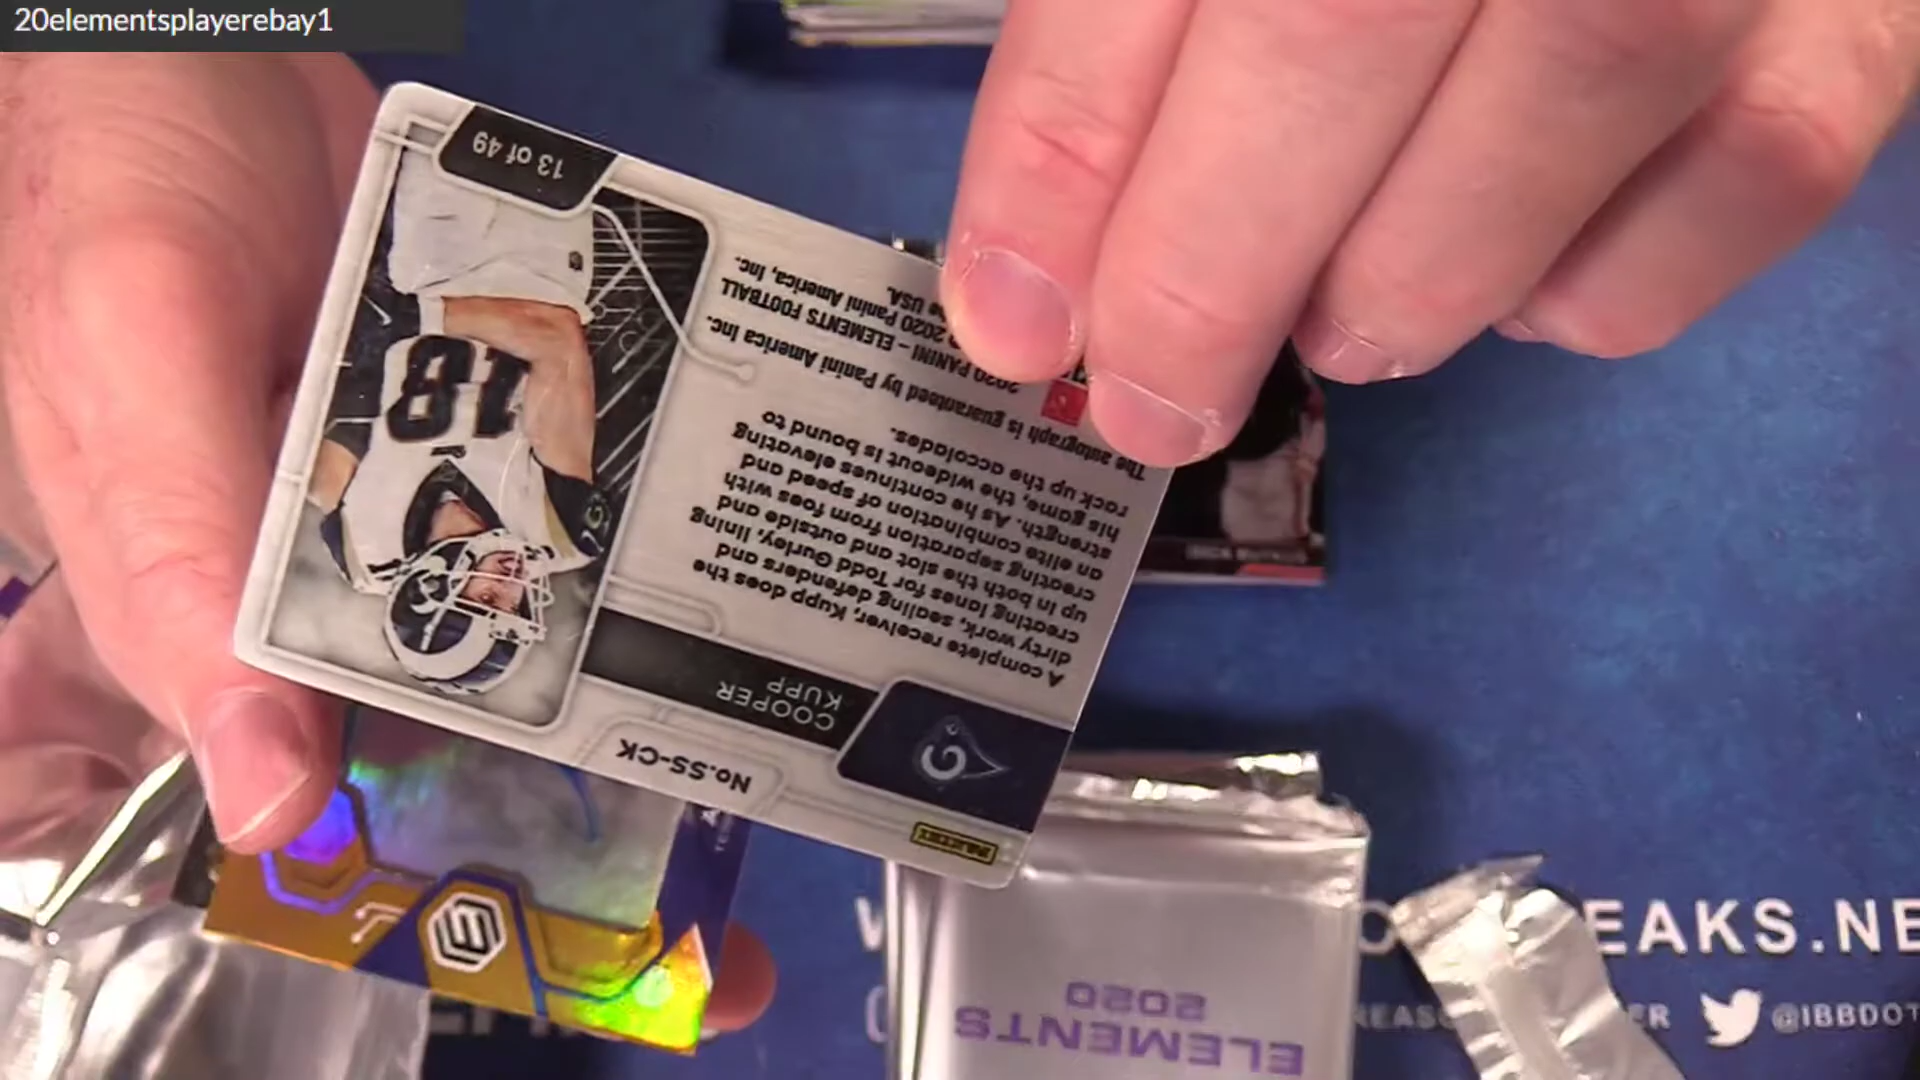 20elementsplayerebay1
No.SS-CK
COOPER
KUPP
A complete receiver, Kupp does the
dirty work, sealing defenders and
creating lanes for Todd Gurley, lining
up in both the slot and outside and
creating separation from foes with
an elite combination of speed and
strength. As he continues elevating
his game, the wideout is bound to
rack up the accolades.
The autograph is guaranteed by Panini America Inc.
2020 PANINI – ELEMENTS FOOTBALL
2020 Panini America, Inc.
USA.
13 of 49
18
PANINI
ELEMENTS
2020
EAKS.NE
@IBBDOT